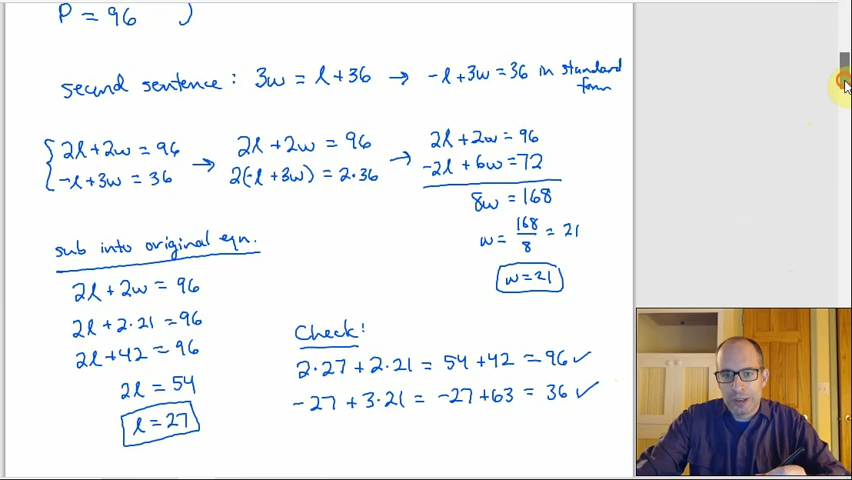 P = 96
second sentence: 3w = l+36 → -l+3w = 36 in standard form
2l+2w = 96 → 2l+2w = 96 → 2l+2w = 96
-l+3w = 36 2(-l+3w) = 2·36 -2l+6w = 72
8w = 168
w = 168/8 = 21
w = 21
sub into original eqn.
2l+2w = 96
2l+2·21 = 96
2l+42 = 96
2l = 54
l = 27
Check!
2·27+2·21 = 54+42 = 96 ✓
-27+3·21 = -27+63 = 36 ✓